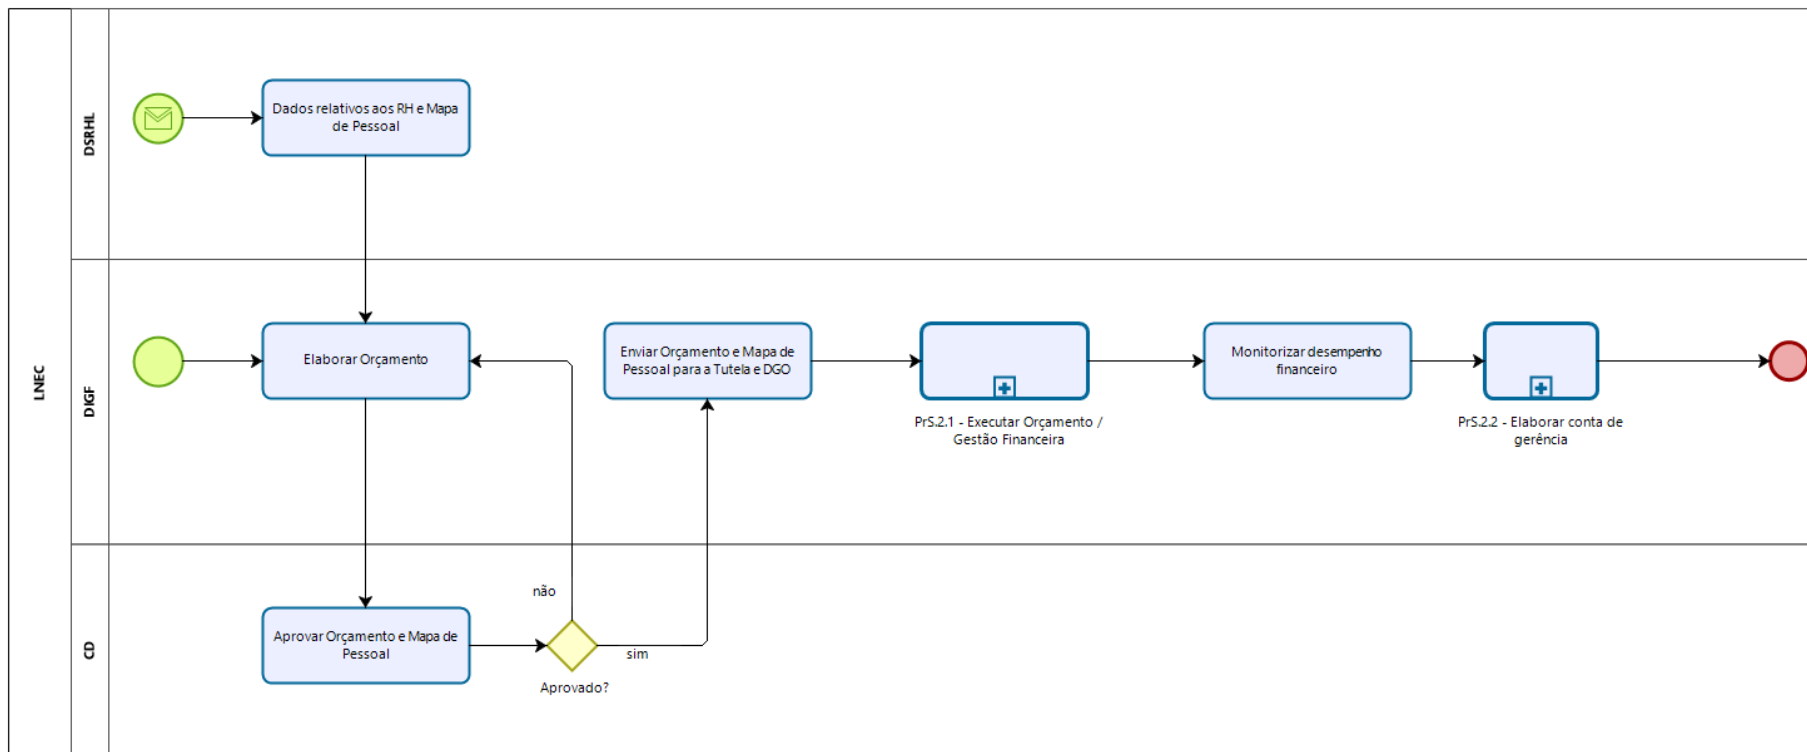 LNEC
DSRHL
Dados relativos aos RH e Mapa
de Pessoal
DIGF
Elaborar Orçamento
Enviar Orçamento e Mapa de
Pessoal para a Tutela e DGO
PrS.2.1 - Executar Orçamento /
Gestão Financeira
Monitorizar desempenho
financeiro
PrS.2.2 - Elaborar conta de
gerência
CD
Aprovar Orçamento e Mapa de
Pessoal
não
sim
Aprovado?